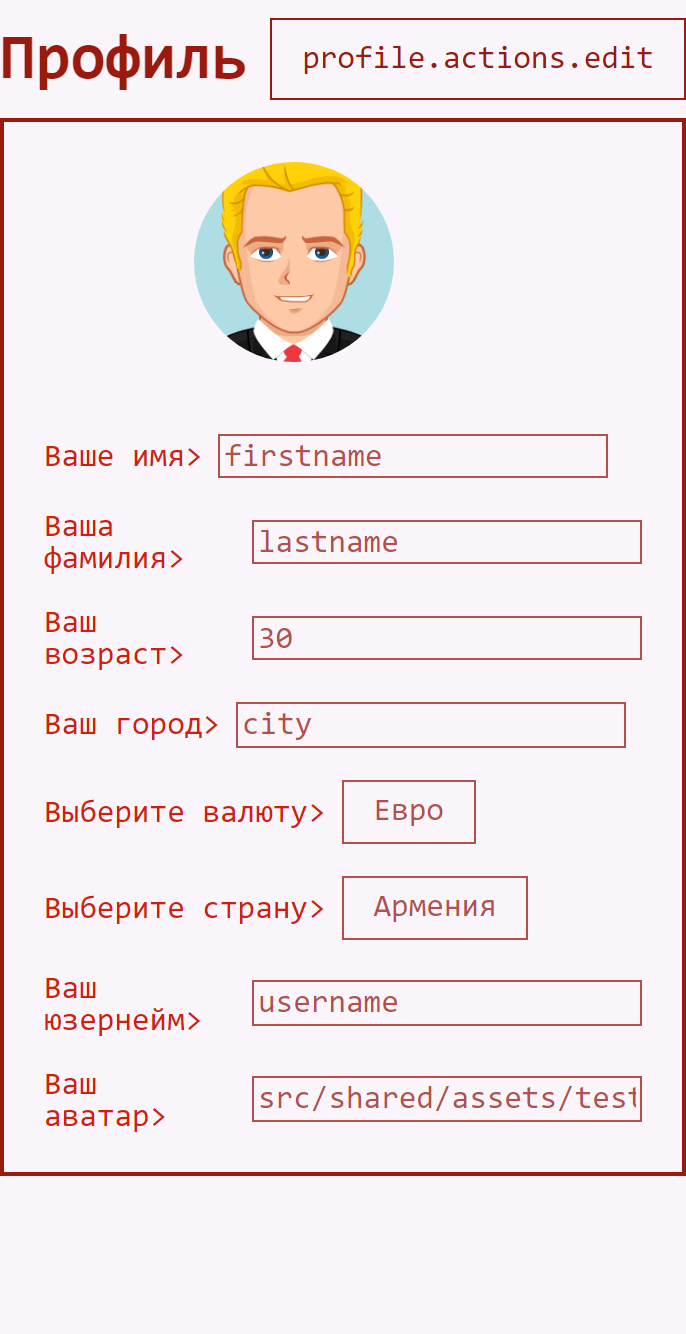 Профиль profile.actions.edit
Ваше имя> firstname
Ваша
фамилия> lastname
Ваш
возраст> 30
Ваш город> city
Выберите валюту> Евро
Выберите страну> Армения
Ваш
юзернейм> username
Ваш
аватар> src/shared/assets/test